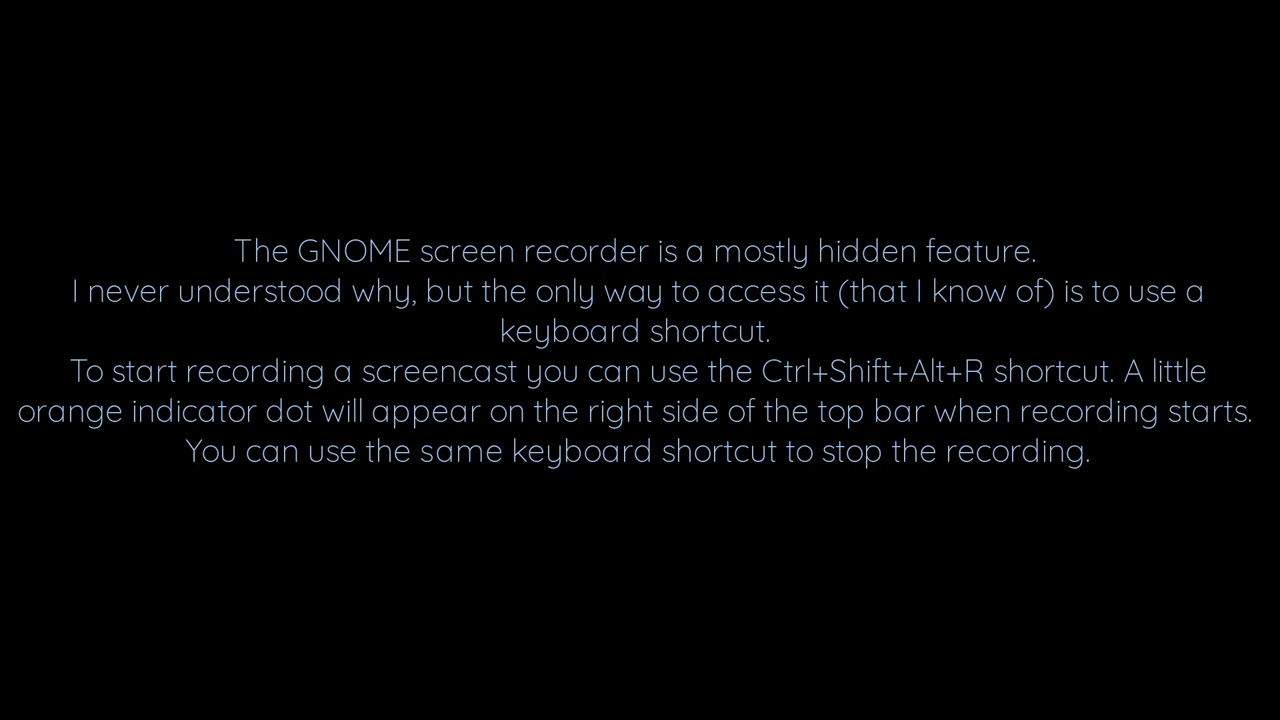 The GNOME screen recorder is a mostly hidden feature.
I never understood why, but the only way to access it (that I know of) is to use a
keyboard shortcut.
To start recording a screencast you can use the Ctrl+Shift+Alt+R shortcut. A little
orange indicator dot will appear on the right side of the top bar when recording starts.
You can use the same keyboard shortcut to stop the recording.